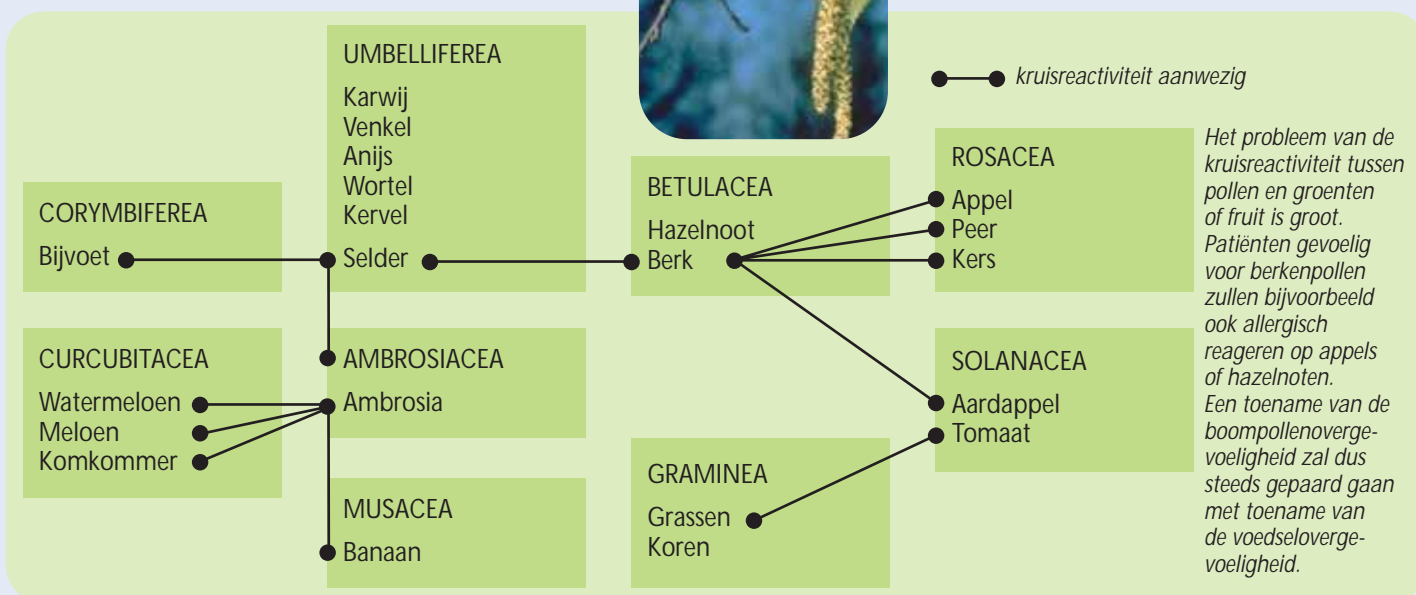 UMBELLIFEREA
Karwij
Venkel
Anijs
Wortel
Kervel
Selder
CORYMBIFEREA
Bijvoet
CURCUBITACEA
Watermeloen
Meloen
Komkommer
AMBROSIACEA
Ambrosia
MUSACEA
Banaan
BETULACEA
Hazelnoot
Berk
GRAMINEA
Grassen
Koren
kruisreactiviteit aanwezig
ROSACEA
Appel
Peer
Kers
SOLANACEA
Aardappel
Tomaat
Het probleem van de
kruisreactiviteit tussen
pollen en groenten
of fruit is groot.
Patiënten gevoelig
voor berkenpollen
zullen bijvoorbeeld
ook allergisch
reageren op appels
of hazelnoten.
Een toename van de
boompollenoverge-
voeligheid zal dus
steeds gepaard gaan
met toename van
de voedseloverge-
voeligheid.